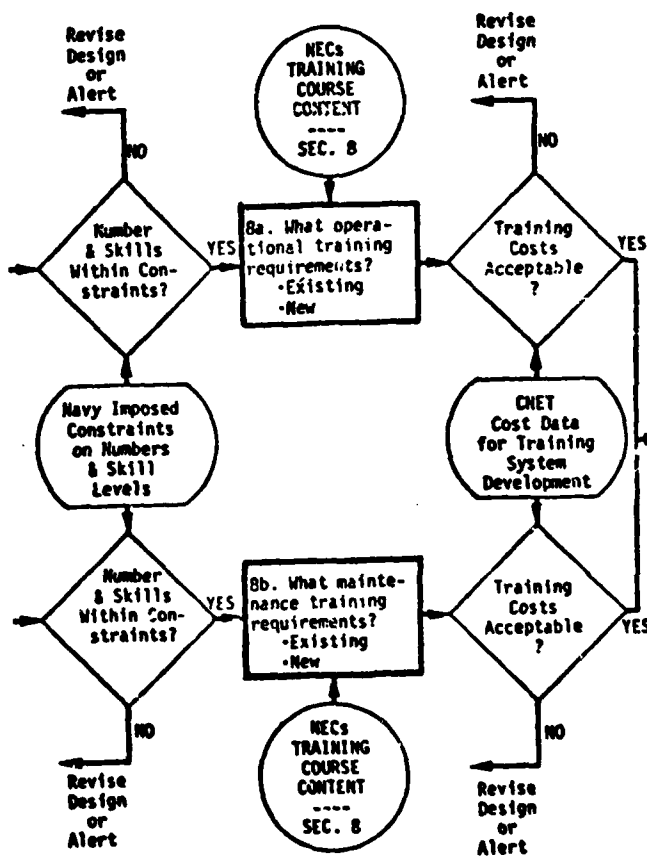 Revise
Design
or
Alert
NO
NECs
TRAINING
COURSE
CONTENT
----
SEC. 8
Revise
Design
or
Alert
NO
Number
& Skills
Within Con-
straints?
YES
8a. What opera-
tional training
requirements?
•Existing
•New
Training
Costs
Acceptable
?
YES
Navy Imposed
Constraints
on Numbers
& Skill
Levels
CNET
Cost Data
for Training
System
Development
Number
& Skills
Within Con-
straints?
YES
8b. What mainte-
nance training
requirements?
•Existing
•New
Training
Costs
Acceptable
?
YES
NO
Revise
Design
or
Alert
NECs
TRAINING
COURSE
CONTENT
----
SEC. 8
NO
Revise
Design
or
Alert